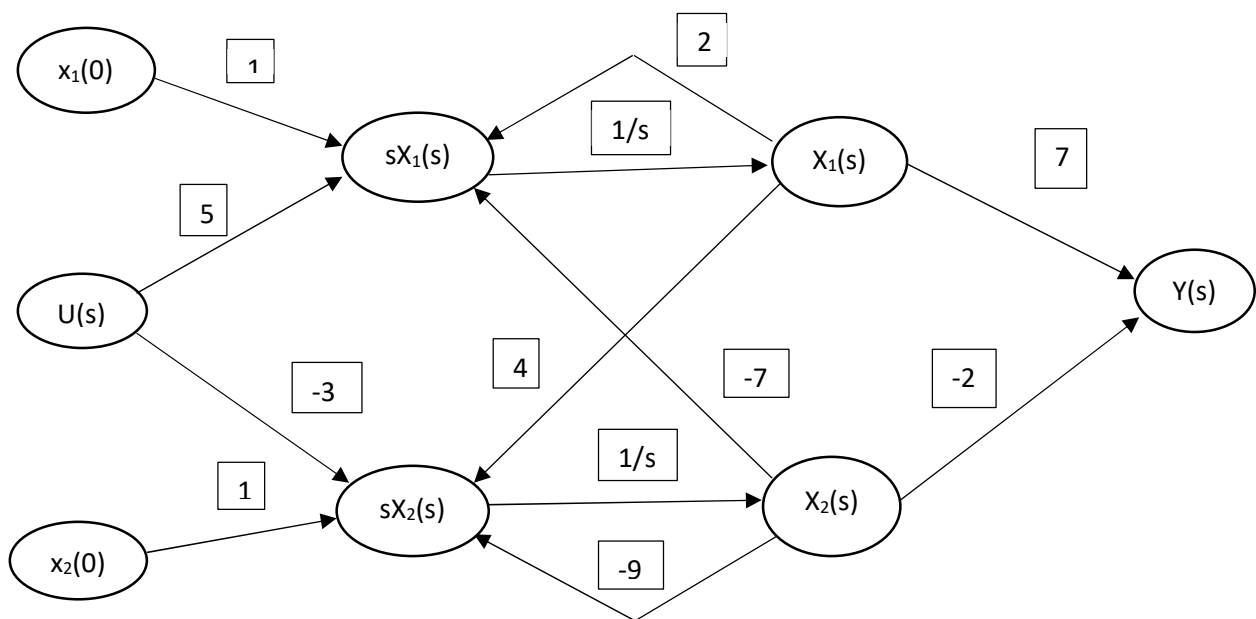 2
x₁(0)
1
1/s
sX₁(s)
X₁(s)
7
5
U(s)
Y(s)
4
-7
-2
-3
1/s
1
sX₂(s)
X₂(s)
x₂(0)
-9